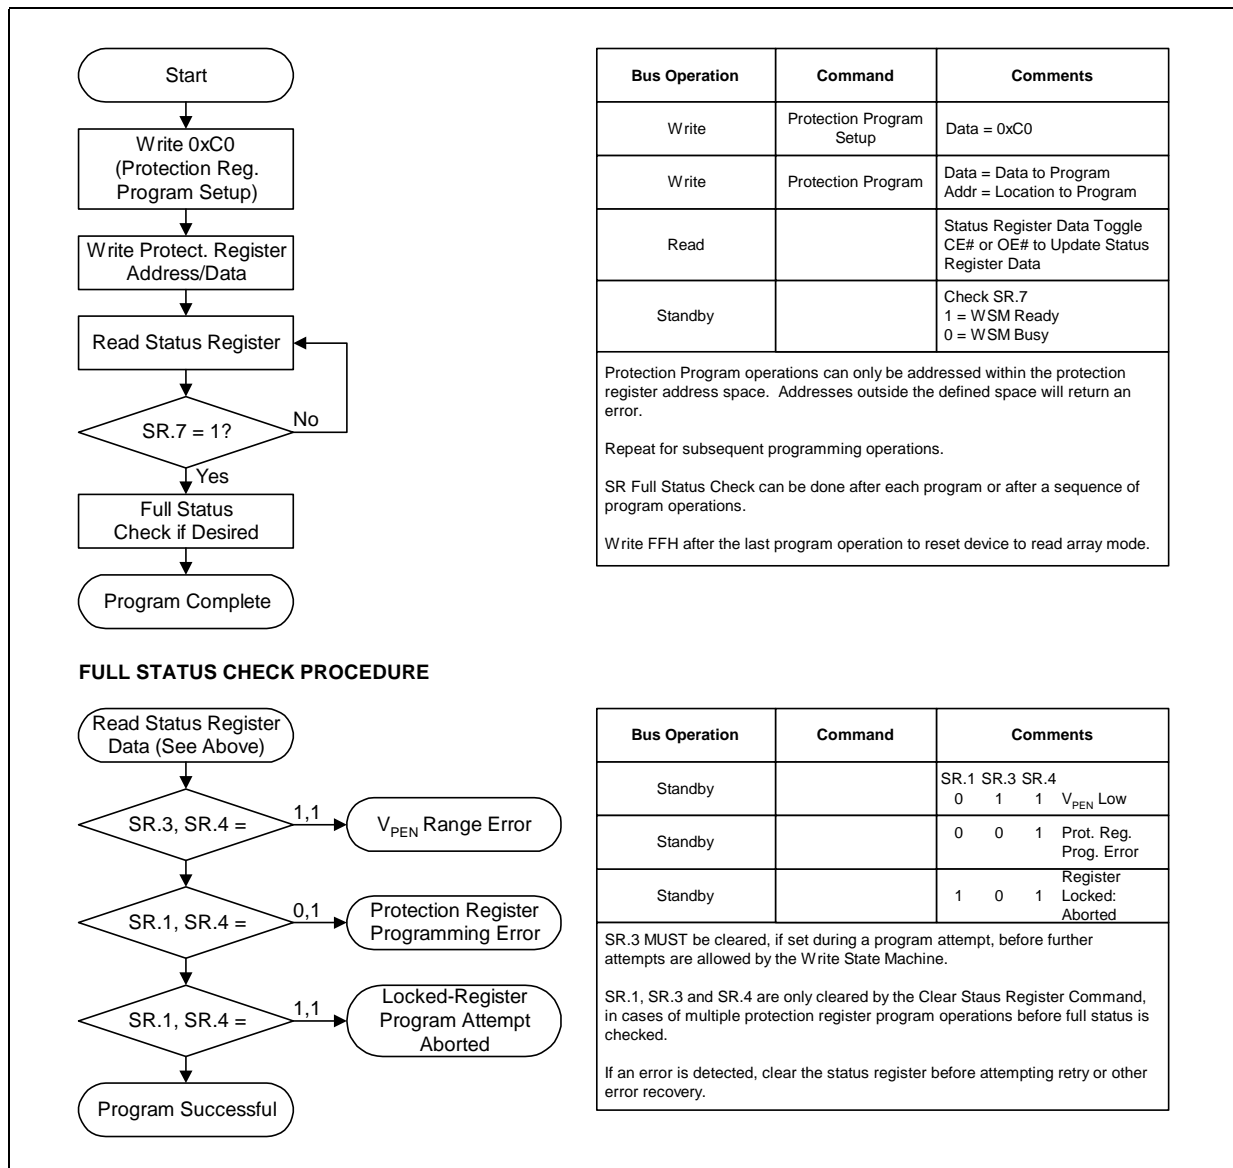 Start
Write 0xC0
(Protection Reg.
Program Setup)
Write Protect. Register
Address/Data
Read Status Register
No
SR.7 = 1?
Yes
Full Status
Check if Desired
Program Complete
Bus Operation Command Comments
Write Protection Program
Setup Data = 0xC0
Write Protection Program Data = Data to Program
Addr = Location to Program
Read Status Register Data Toggle
CE# or OE# to Update Status
Register Data
Standby Check SR.7
1 = WSM Ready
0 = WSM Busy
Protection Program operations can only be addressed within the protection
register address space. Addresses outside the defined space will return an
error.
Repeat for subsequent programming operations.
SR Full Status Check can be done after each program or after a sequence of
program operations.
Write FFH after the last program operation to reset device to read array mode.
FULL STATUS CHECK PROCEDURE
Read Status Register
Data (See Above)
SR.3, SR.4 = 1,1 VPEN Range Error
SR.1, SR.4 = 0,1 Protection Register
Programming Error
SR.1, SR.4 = 1,1 Locked-Register
Program Attempt
Aborted
Program Successful
Bus Operation Command Comments
Standby SR.1 SR.3 SR.4
0 1 1 VPEN Low
Standby 0 0 1 Prot. Reg.
Prog. Error
Standby 1 0 1 Register
Locked:
Aborted
SR.3 MUST be cleared, if set during a program attempt, before further
attempts are allowed by the Write State Machine.
SR.1, SR.3 and SR.4 are only cleared by the Clear Staus Register Command,
in cases of multiple protection register program operations before full status is
checked.
If an error is detected, clear the status register before attempting retry or other
error recovery.